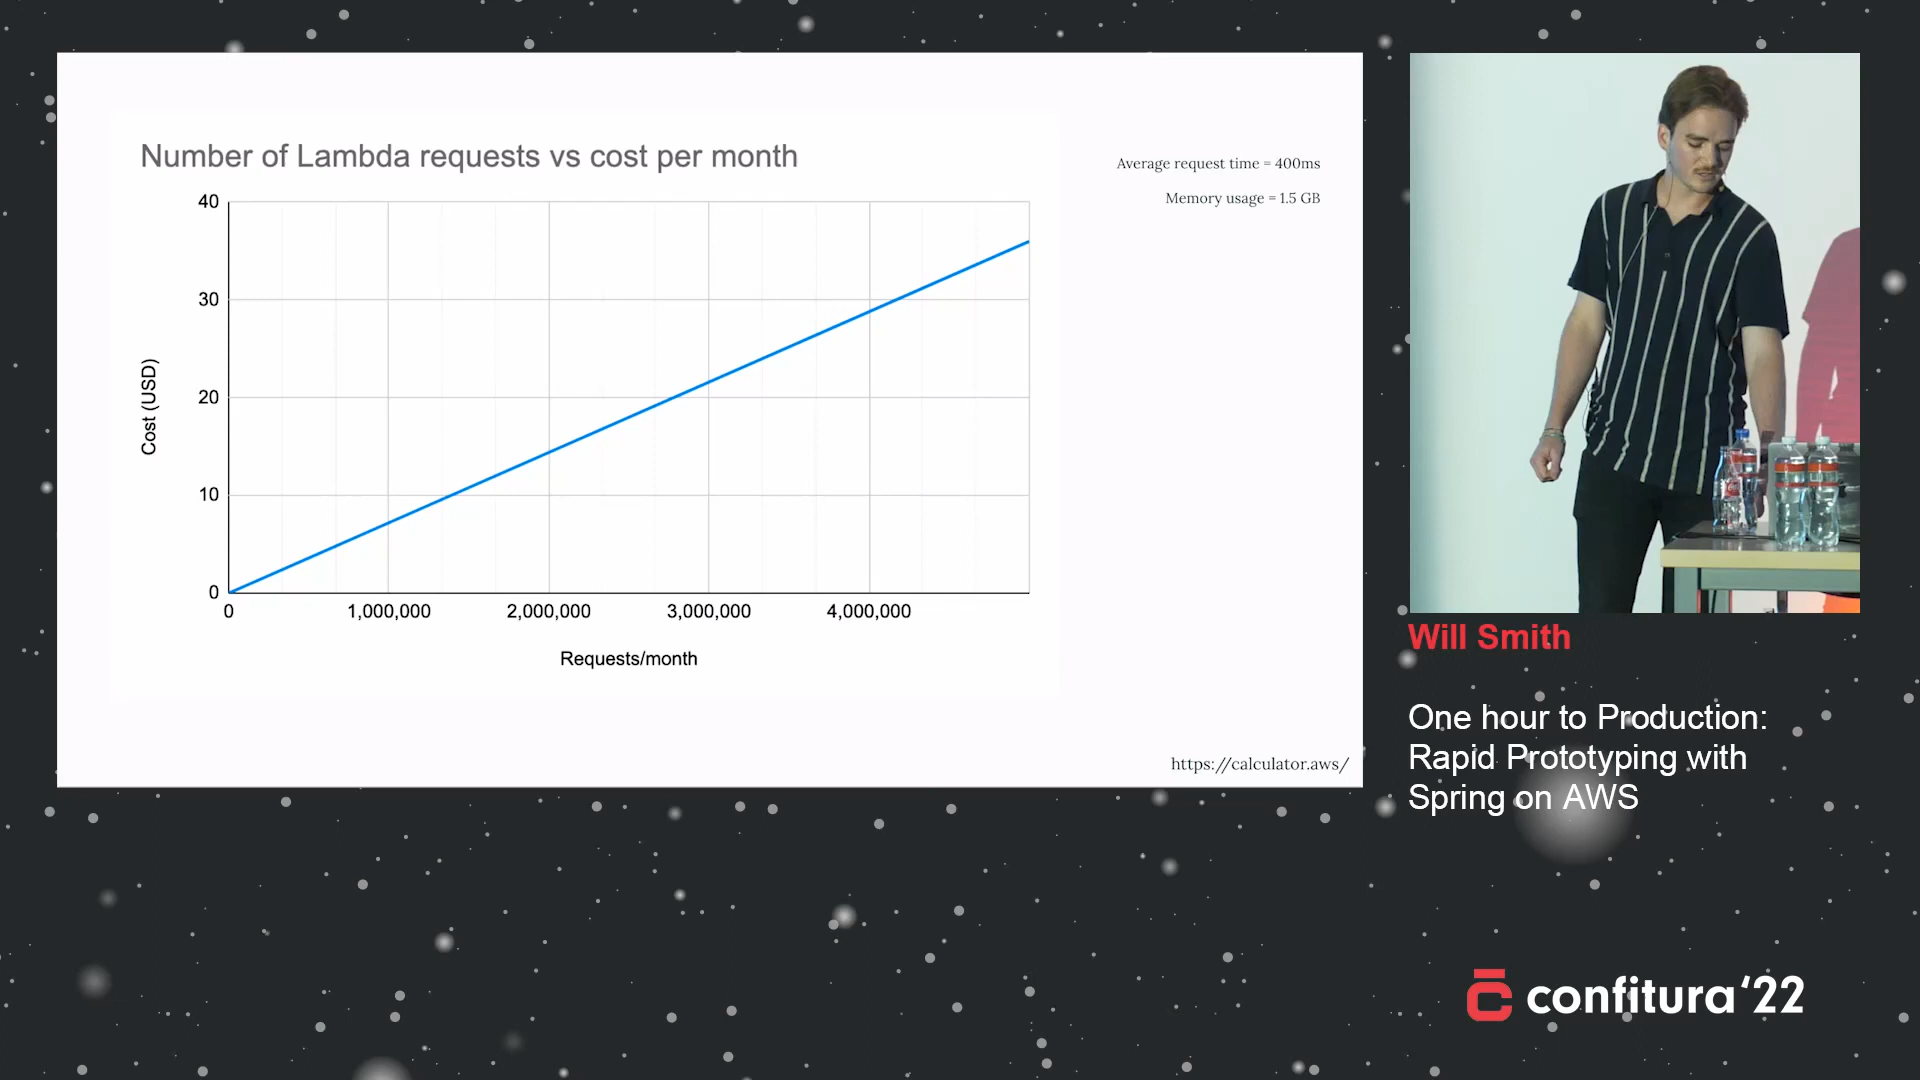 Number of Lambda requests vs cost per month
Average request time = 400ms
Memory usage = 1.5 GB
40
30
20
10
0
Cost (USD)
0 1,000,000 2,000,000 3,000,000 4,000,000
Requests/month
https://calculator.aws/
Will Smith
One hour to Production:
Rapid Prototyping with
Spring on AWS
confitura‘22